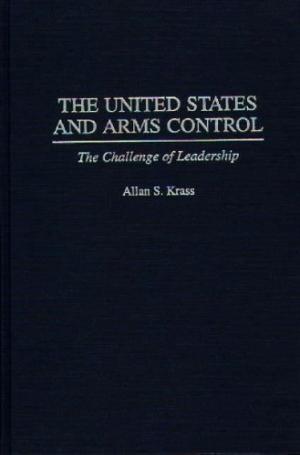 THE UNITED STATES
AND ARMS CONTROL
The Challenge of Leadership
Allan S. Krass